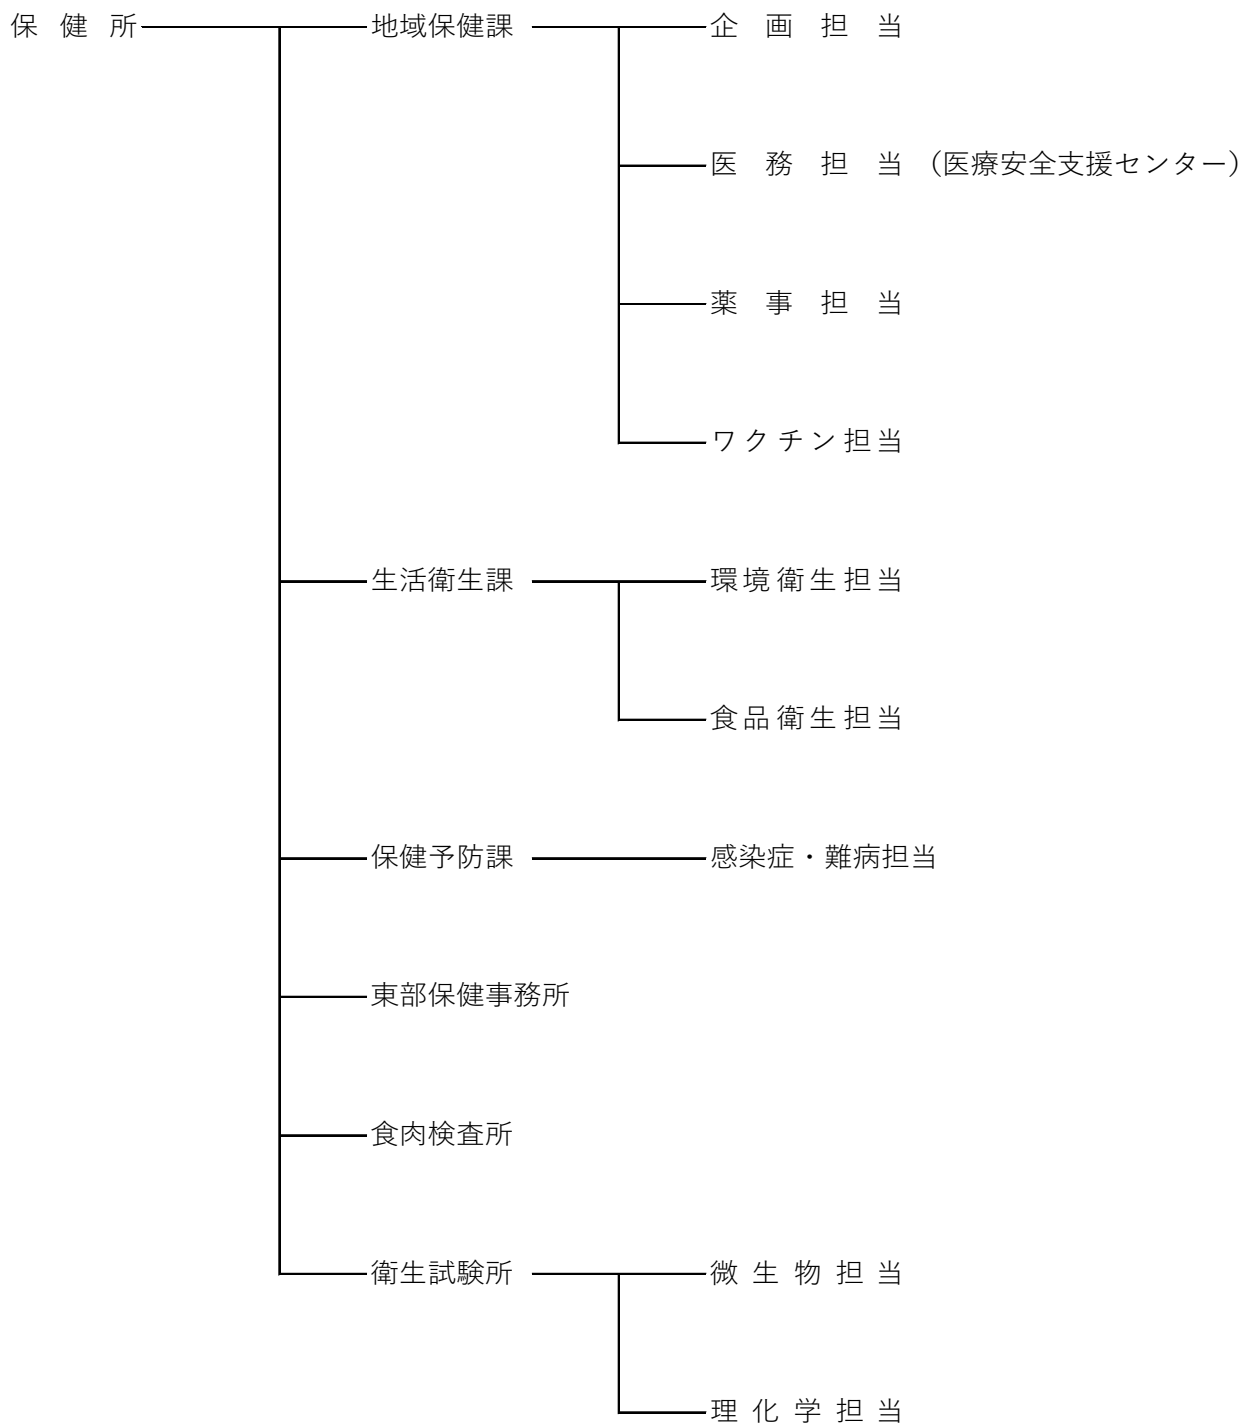 保健所 地域保健課 企画担当
医務担当（医療安全支援センター）
薬事担当
ワクチン担当
生活衛生課 環境衛生担当
食品衛生担当
保健予防課 感染症・難病担当
東部保健事務所
食肉検査所
衛生試験所 微生物担当
理化学担当